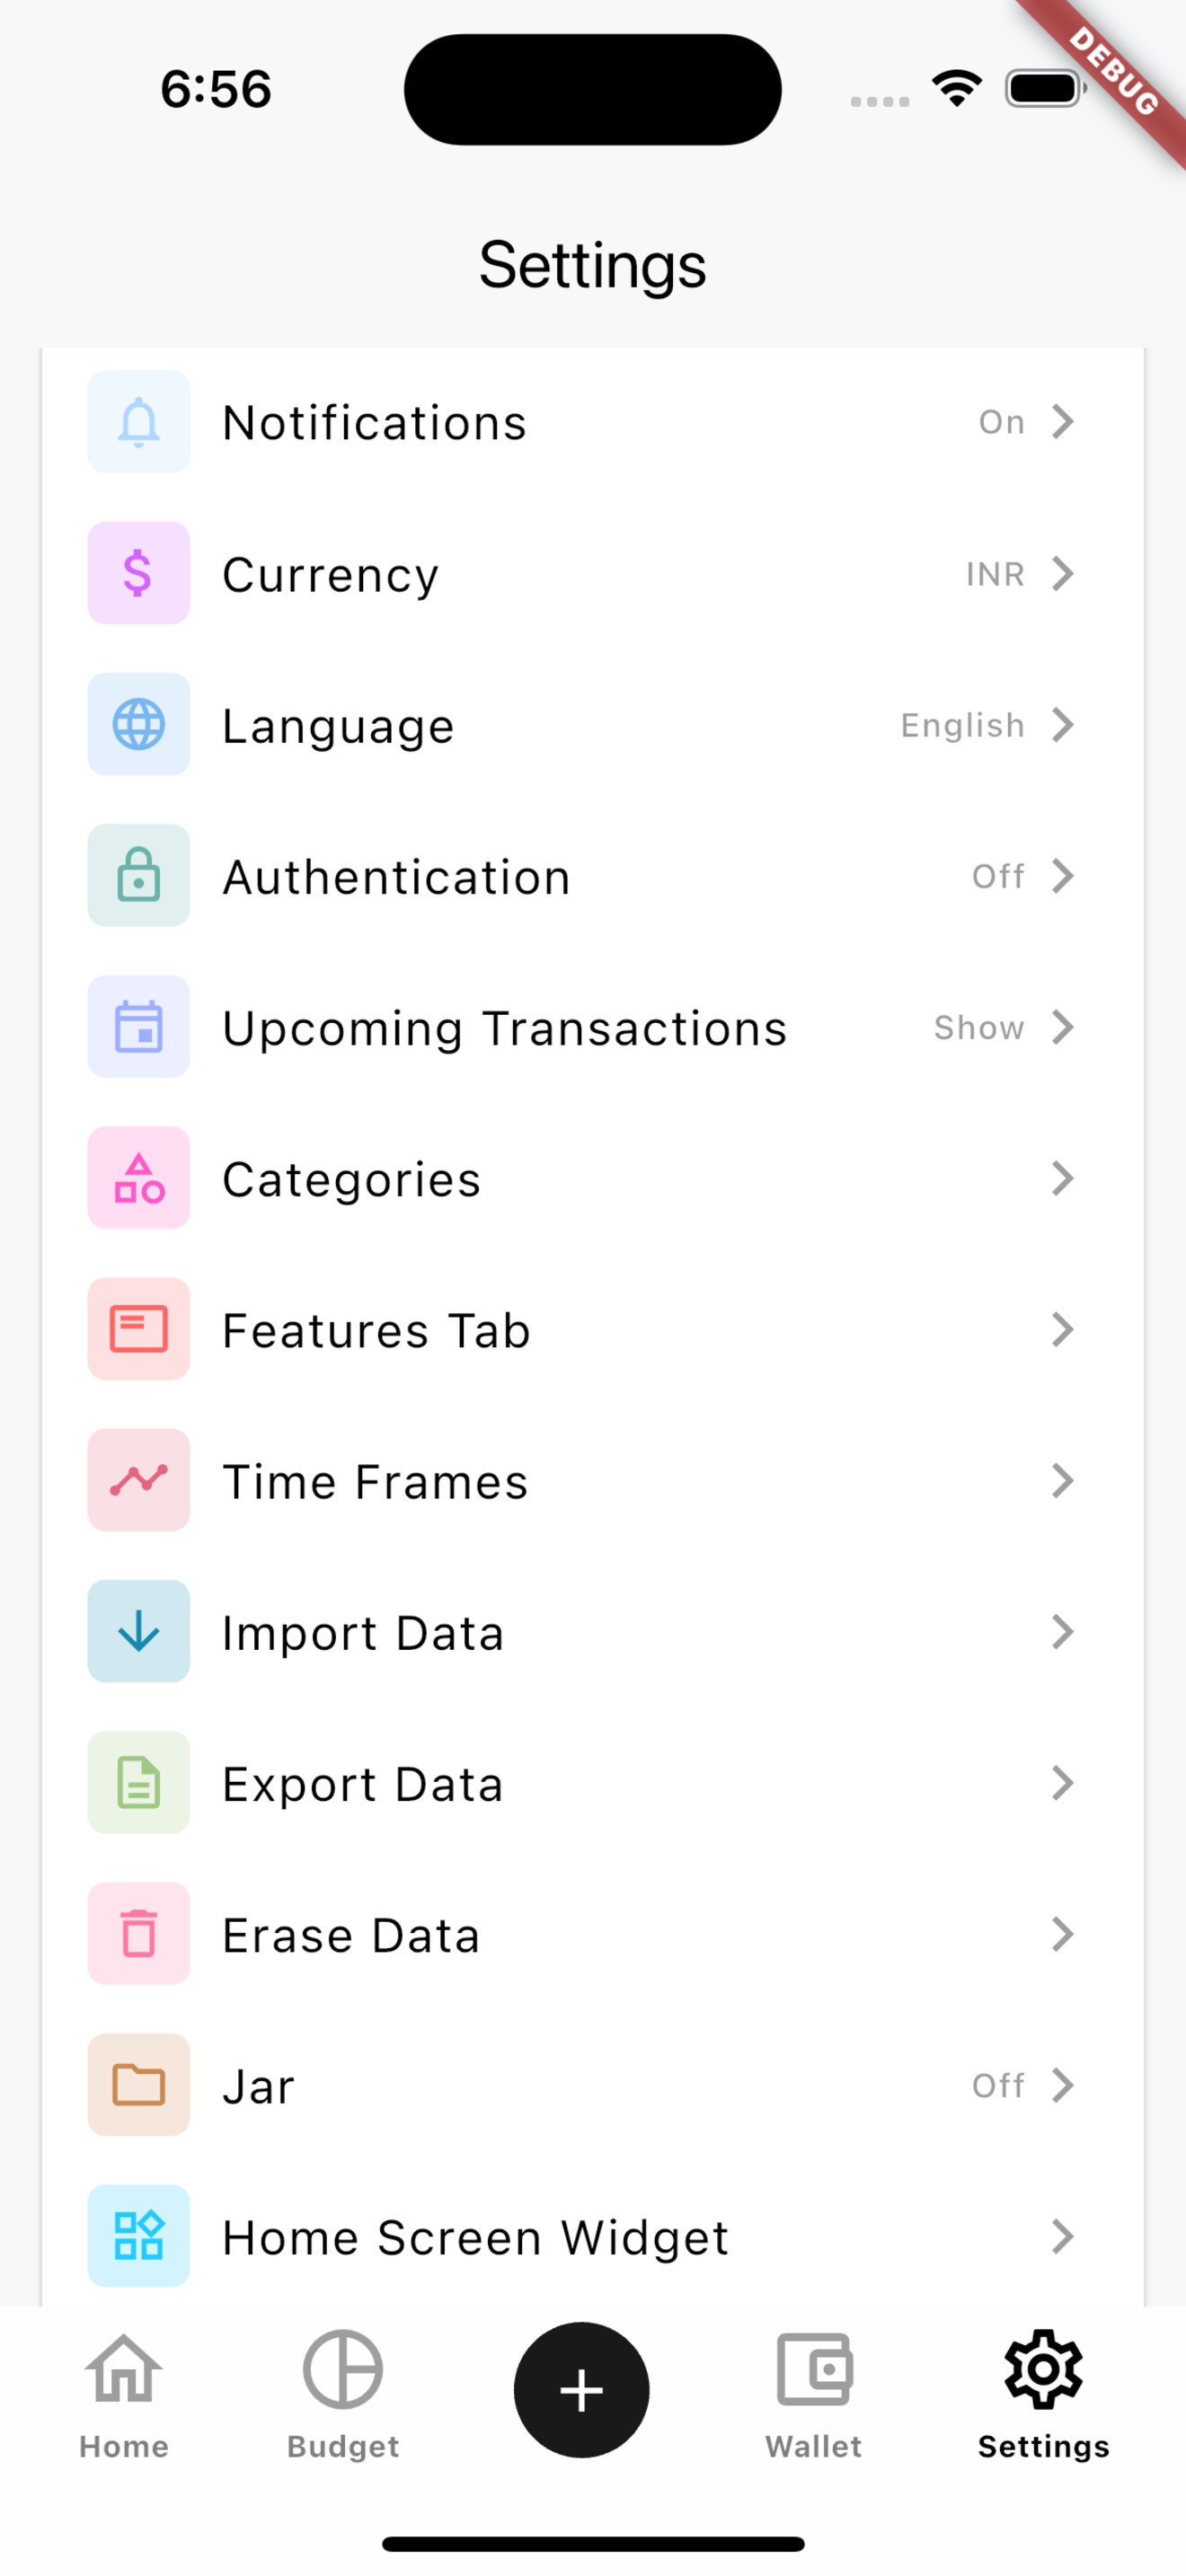 6:56
DEBUG
Settings
Notifications On
$ Currency INR
Language English
Authentication Off
Upcoming Transactions Show
Categories
Features Tab
Time Frames
Import Data
Export Data
Erase Data
Jar Off
Home Screen Widget
Home Budget + Wallet Settings